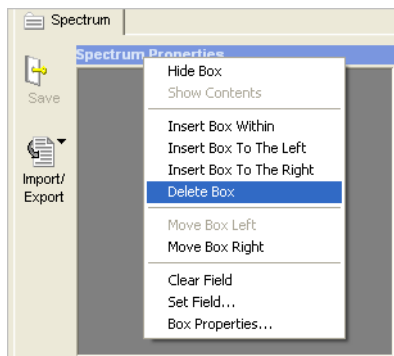 Spectrum
Spectrum Properties
Save
Import/
Export
Hide Box
Show Contents
Insert Box Within
Insert Box To The Left
Insert Box To The Right
Delete Box
Move Box Left
Move Box Right
Clear Field
Set Field...
Box Properties...